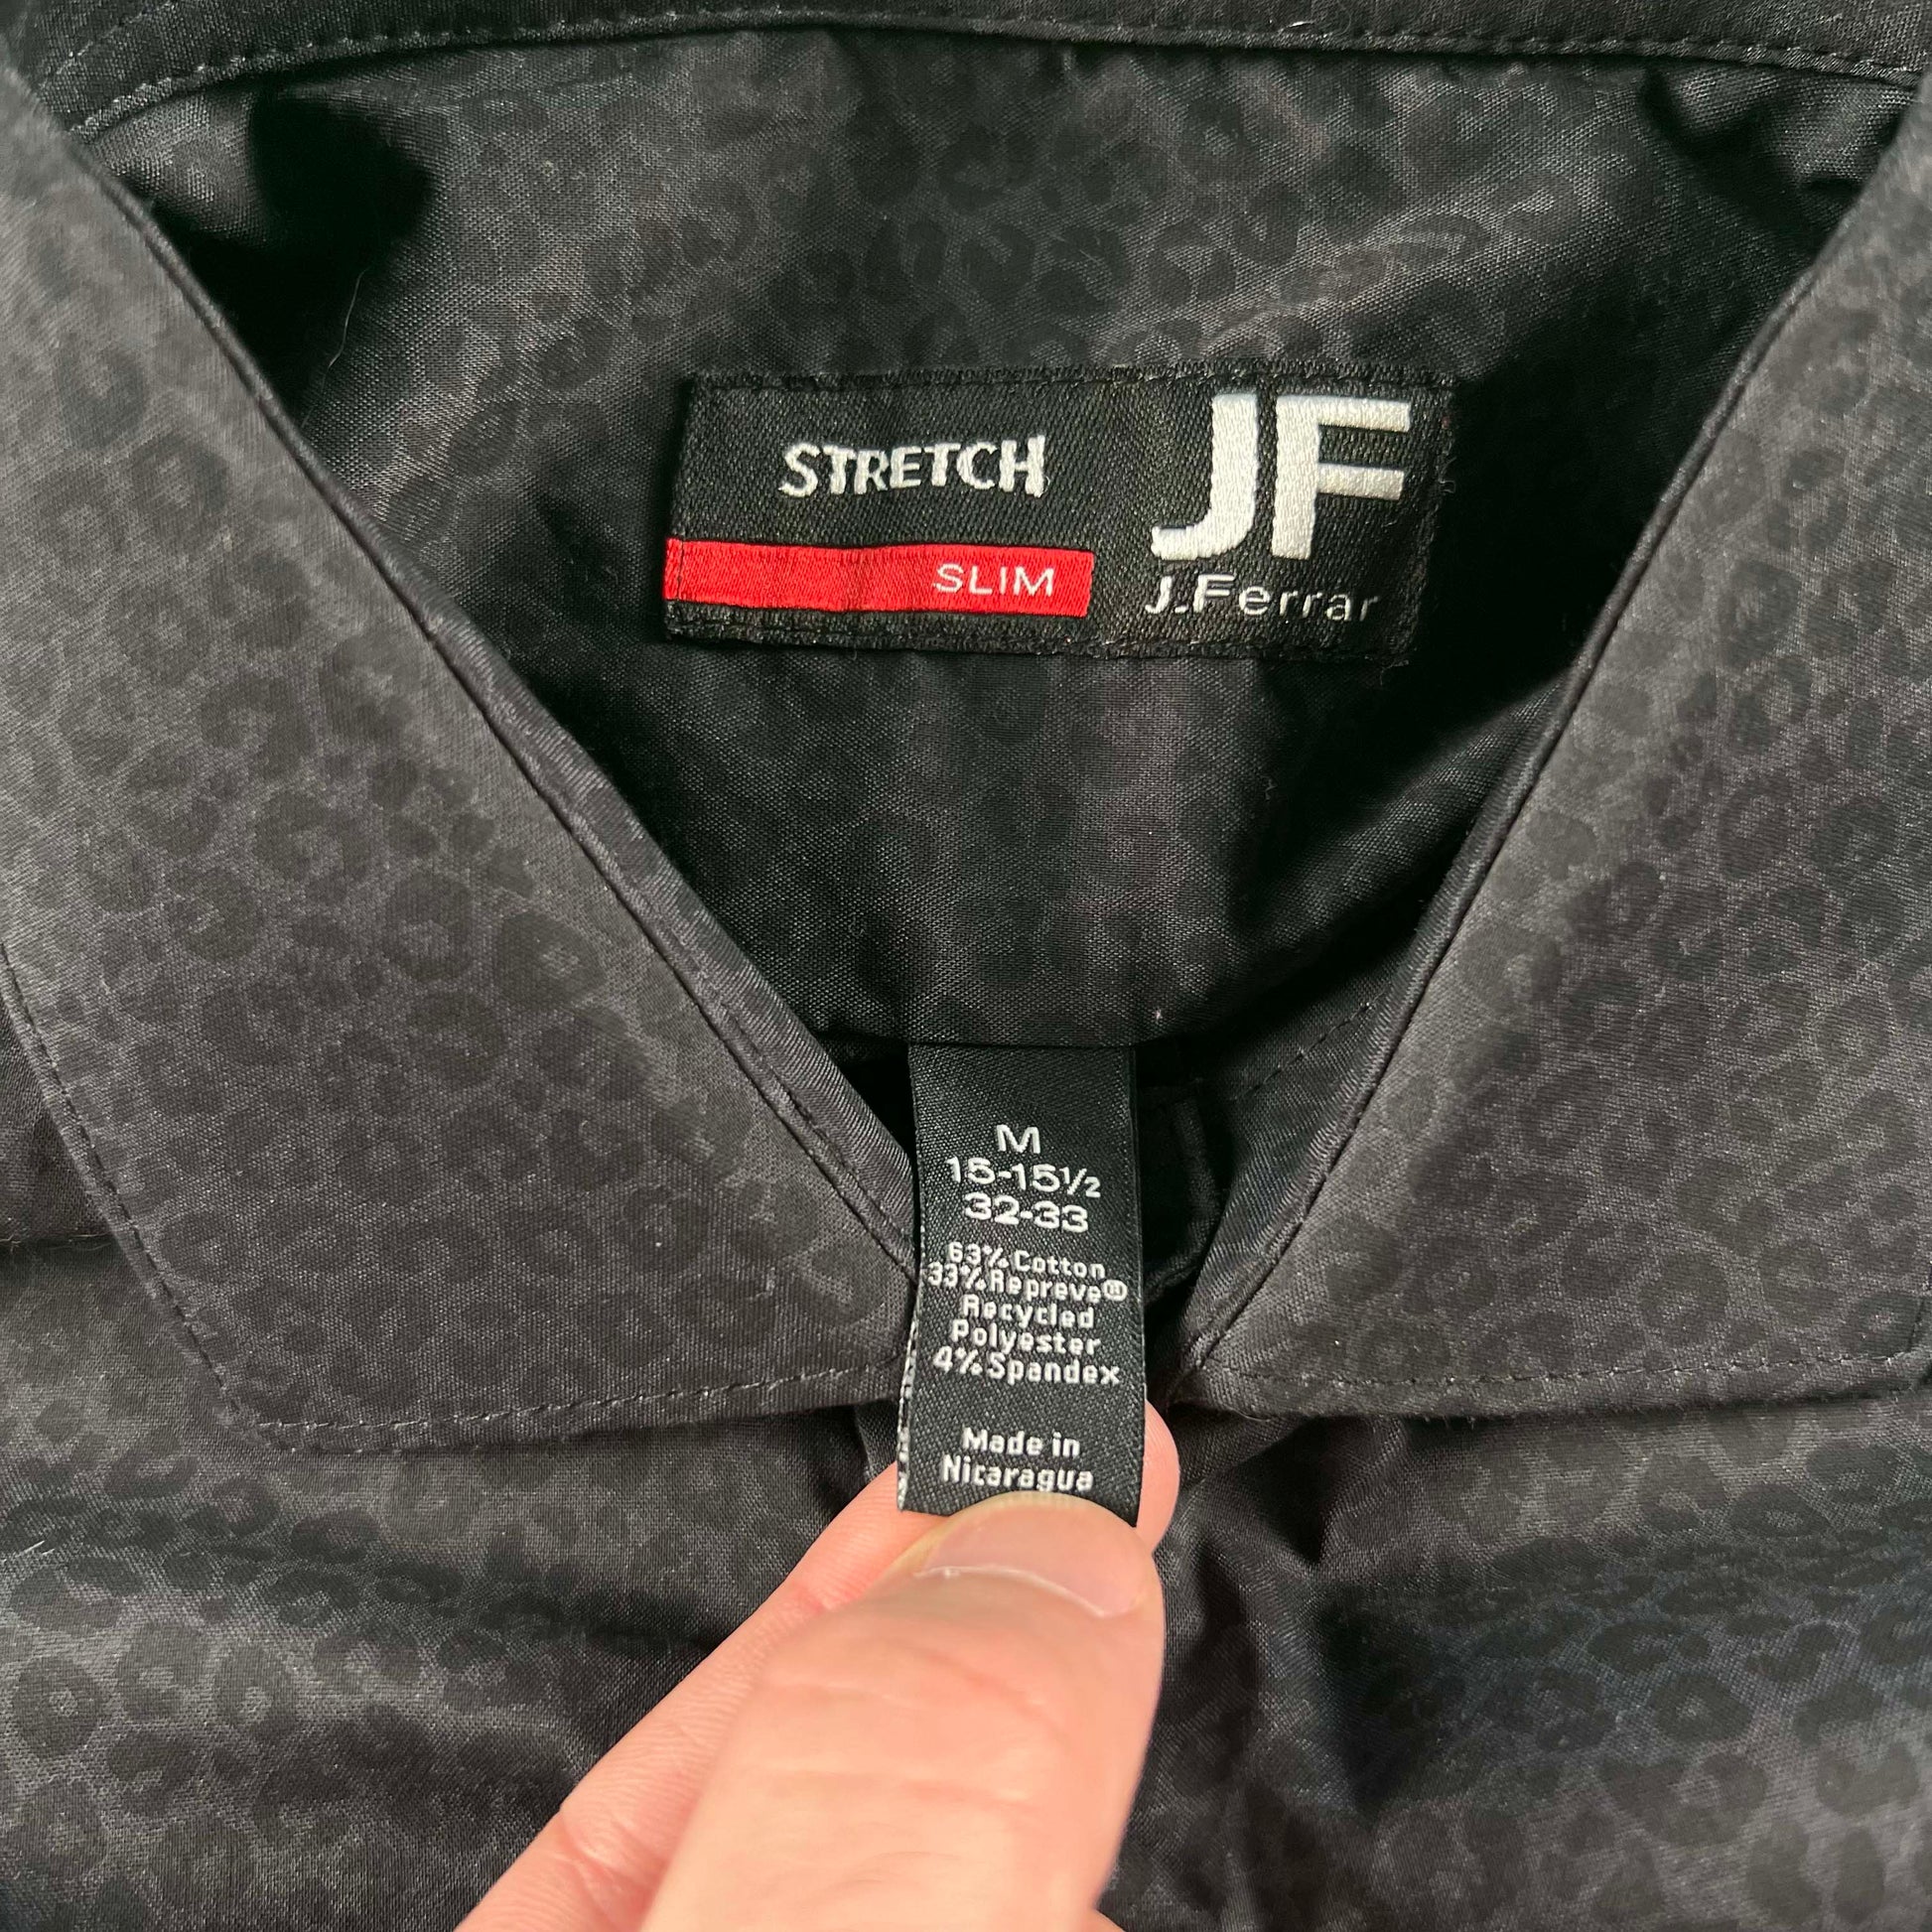 STRETCH
SLIM
JF
J.Ferrar
M
15-15½
32-33
63% Cotton
33% Repreve®
Recycled
Polyester
4% Spandex
Made in
Nicaragua